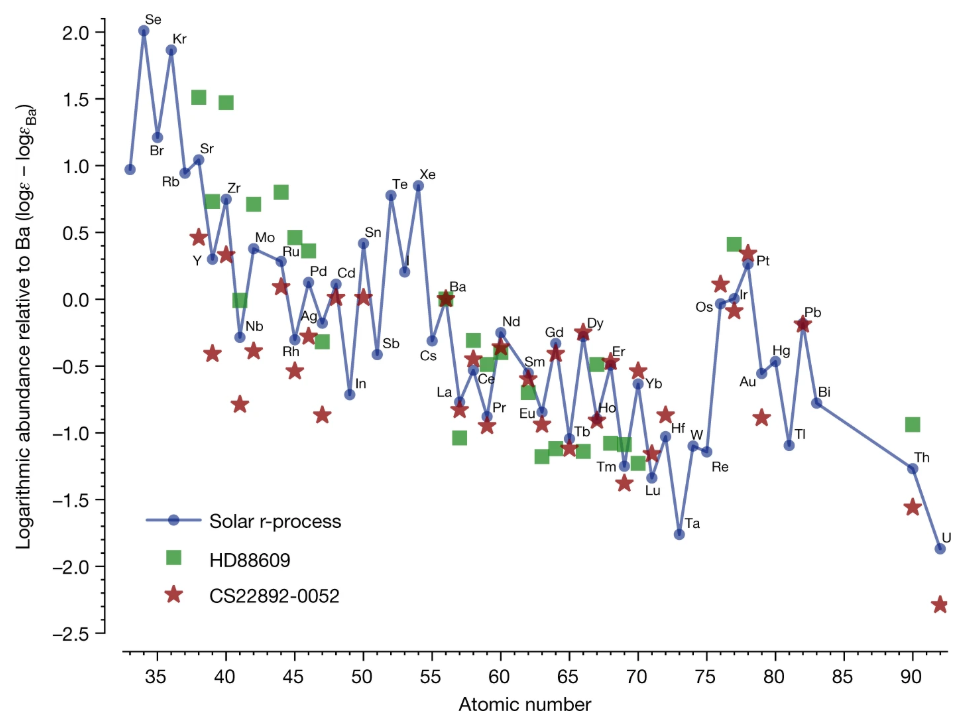 Logarithmic abundance relative to Ba (logε − logεBa)
2.0
1.5
1.0
0.5
0.0
−0.5
−1.0
−1.5
−2.0
−2.5
Se
Kr
Br
Rb
Sr
Y
Zr
Nb
Mo
Ru
Rh
Pd
Ag
Cd
In
Sn
Sb
Te
I
Xe
Cs
Ba
La
Ce
Pr
Nd
Sm
Eu
Gd
Tb
Dy
Ho
Er
Tm
Yb
Lu
Hf
Ta
W
Re
Os
Ir
Pt
Au
Hg
Tl
Pb
Bi
Th
U
Solar r-process
HD88609
CS22892-0052
35 40 45 50 55 60 65 70 75 80 85 90
Atomic number